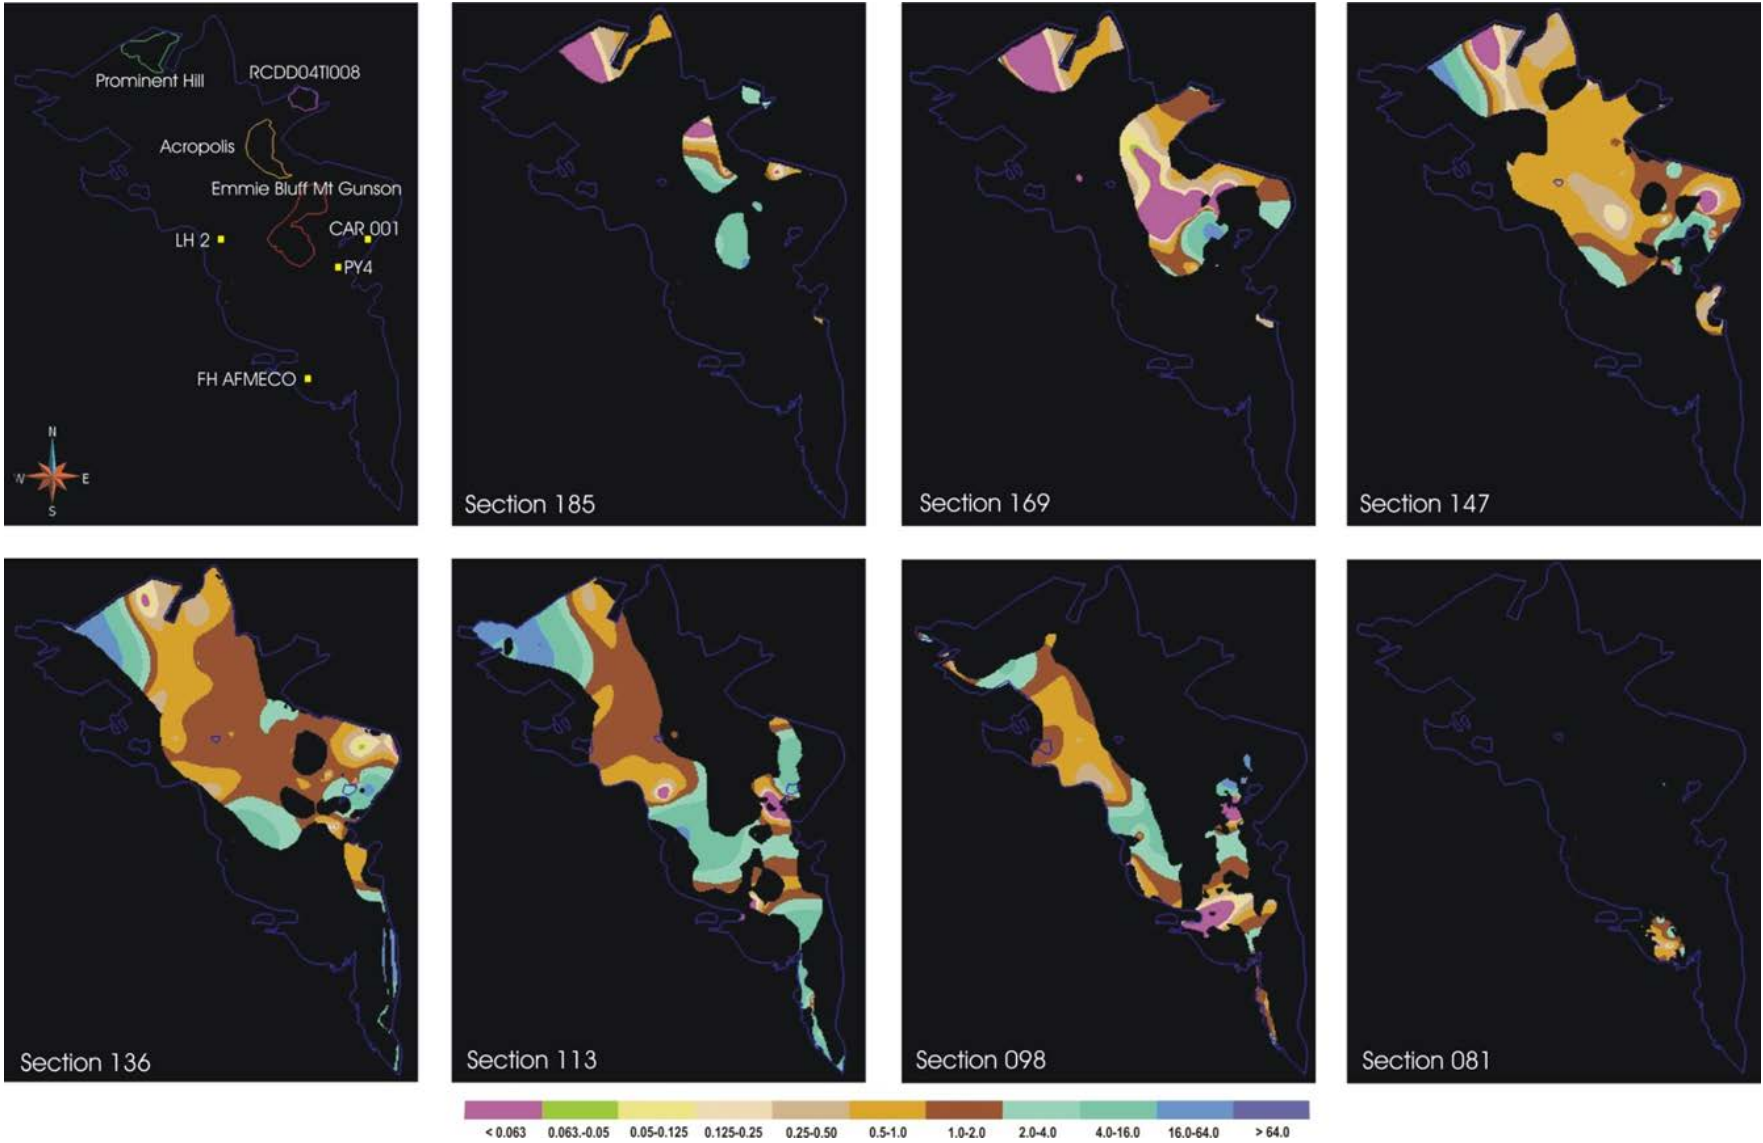 Prominent Hill
RCDD04TI008
Acropolis
Emmie Bluff Mt Gunson
CAR 001
LH 2
PY4
FH AFMECO
N
W
E
S
Section 185
Section 169
Section 147
Section 136
Section 113
Section 098
Section 081
< 0.063 0.063.-0.05 0.05-0.125 0.125-0.25 0.25-0.50 0.5-1.0 1.0-2.0 2.0-4.0 4.0-16.0 16.0-64.0 > 64.0